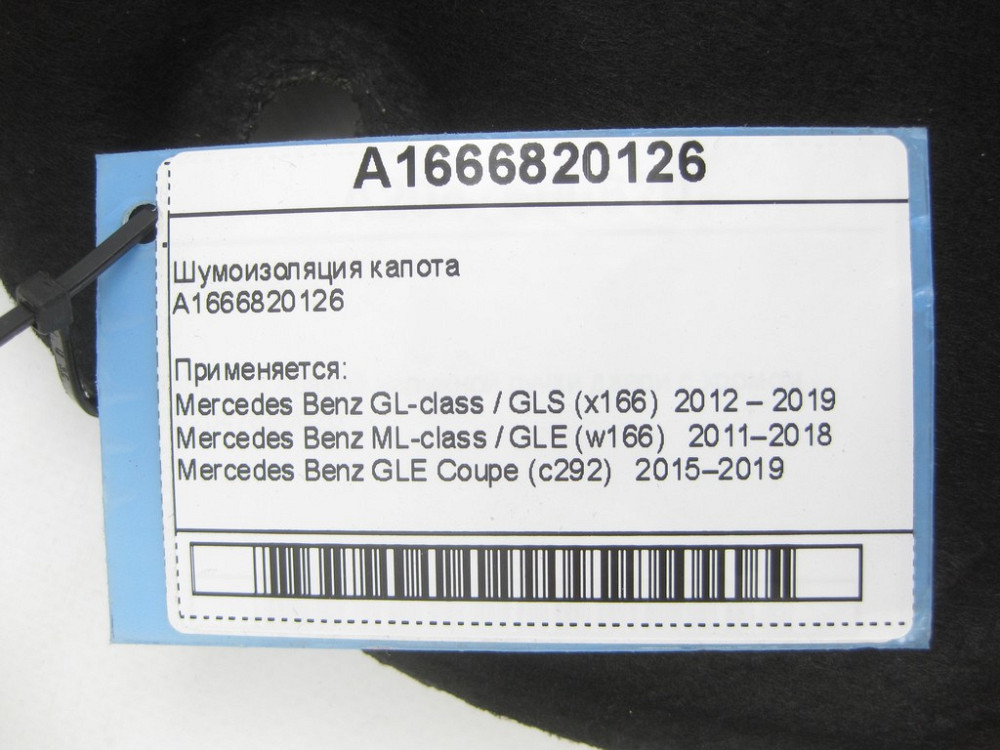 A1666820126
Шумоизоляция капота
A1666820126
Применяется:
Mercedes Benz GL-class / GLS (x166) 2012 – 2019
Mercedes Benz ML-class / GLE (w166) 2011–2018
Mercedes Benz GLE Coupe (c292) 2015–2019